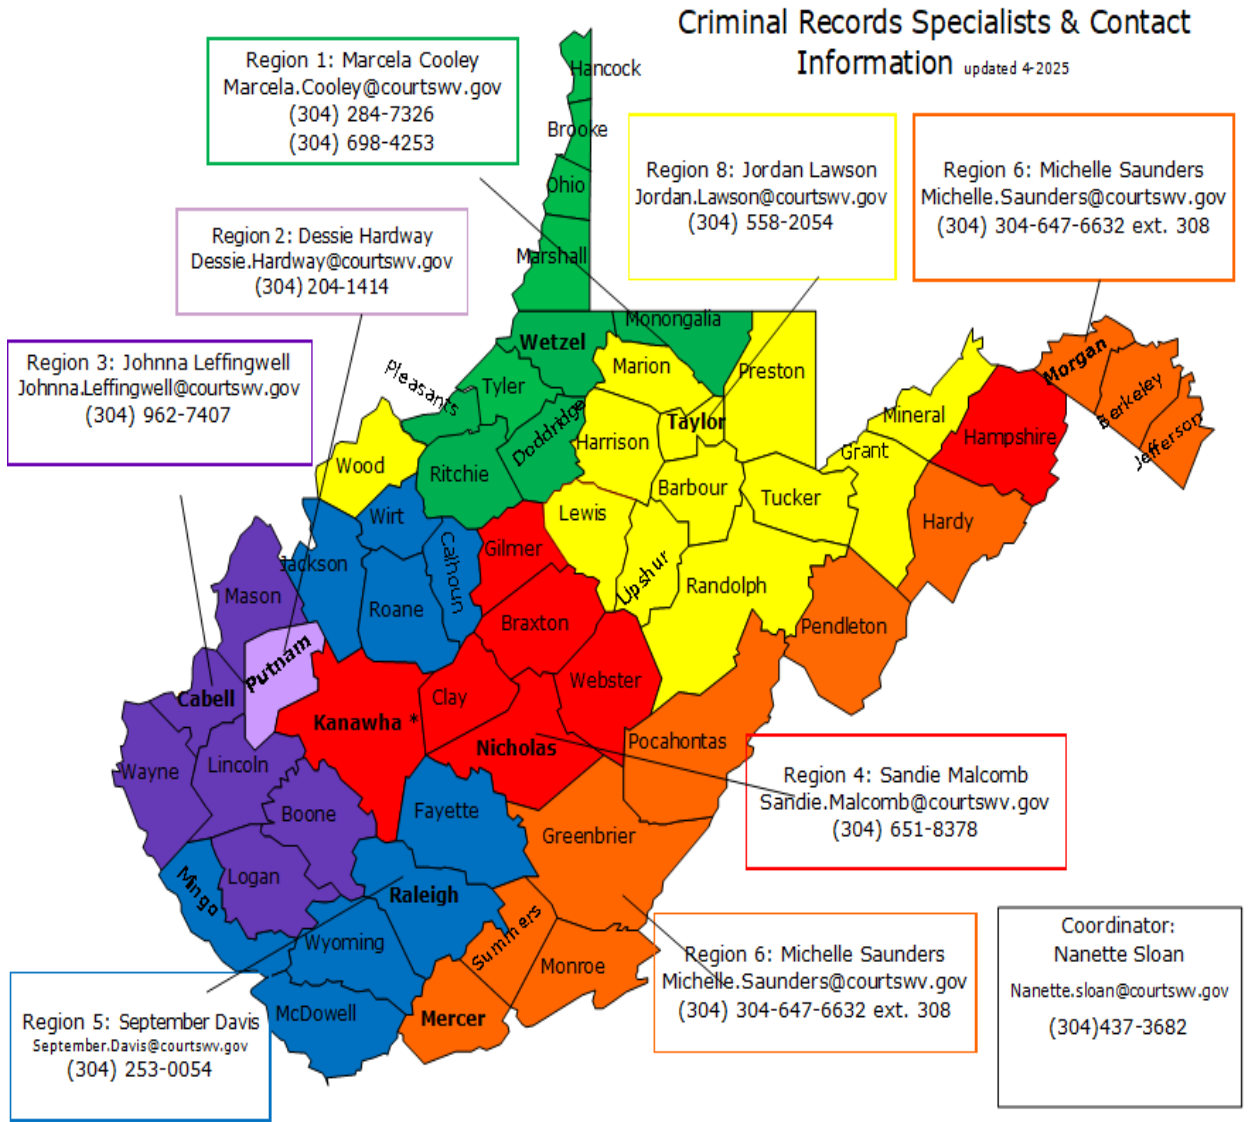 Criminal Records Specialists & Contact
Information updated 4-2025
Region 1: Marcela Cooley
Marcela.Cooley@courtswv.gov
(304) 284-7326
(304) 698-4253
Region 8: Jordan Lawson
Jordan.Lawson@courtswv.gov
(304) 558-2054
Region 6: Michelle Saunders
Michelle.Saunders@courtswv.gov
(304) 304-647-6632 ext. 308
Region 2: Dessie Hardway
Dessie.Hardway@courtswv.gov
(304) 204-1414
Region 3: Johnna Leffingwell
Johnna.Leffingwell@courtswv.gov
(304) 962-7407
Hancock
Brooke
Ohio
Marshall
Wetzel
Monongalia
Marion
Preston
Morgan
Berkeley
Jefferson
Pleasants
Tyler
Doddridge
Harrison
Taylor
Mineral
Grant
Hampshire
Wood
Ritchie
Barbour
Tucker
Hardy
Wirt
Calhoun
Gilmer
Lewis
Upshur
Randolph
Jackson
Roane
Braxton
Pendleton
Mason
Putnam
Cabell
Kanawha *
Clay
Webster
Nicholas
Pocahontas
Wayne
Lincoln
Boone
Fayette
Greenbrier
Logan
Mingo
Raleigh
Summers
Wyoming
Monroe
McDowell
Mercer
Region 4: Sandie Malcomb
Sandie.Malcomb@courtswv.gov
(304) 651-8378
Region 6: Michelle Saunders
Michelle.Saunders@courtswv.gov
(304) 304-647-6632 ext. 308
Coordinator:
Nanette Sloan
Nanette.sloan@courtswv.gov
(304)437-3682
Region 5: September Davis
September.Davis@courtswv.gov
(304) 253-0054